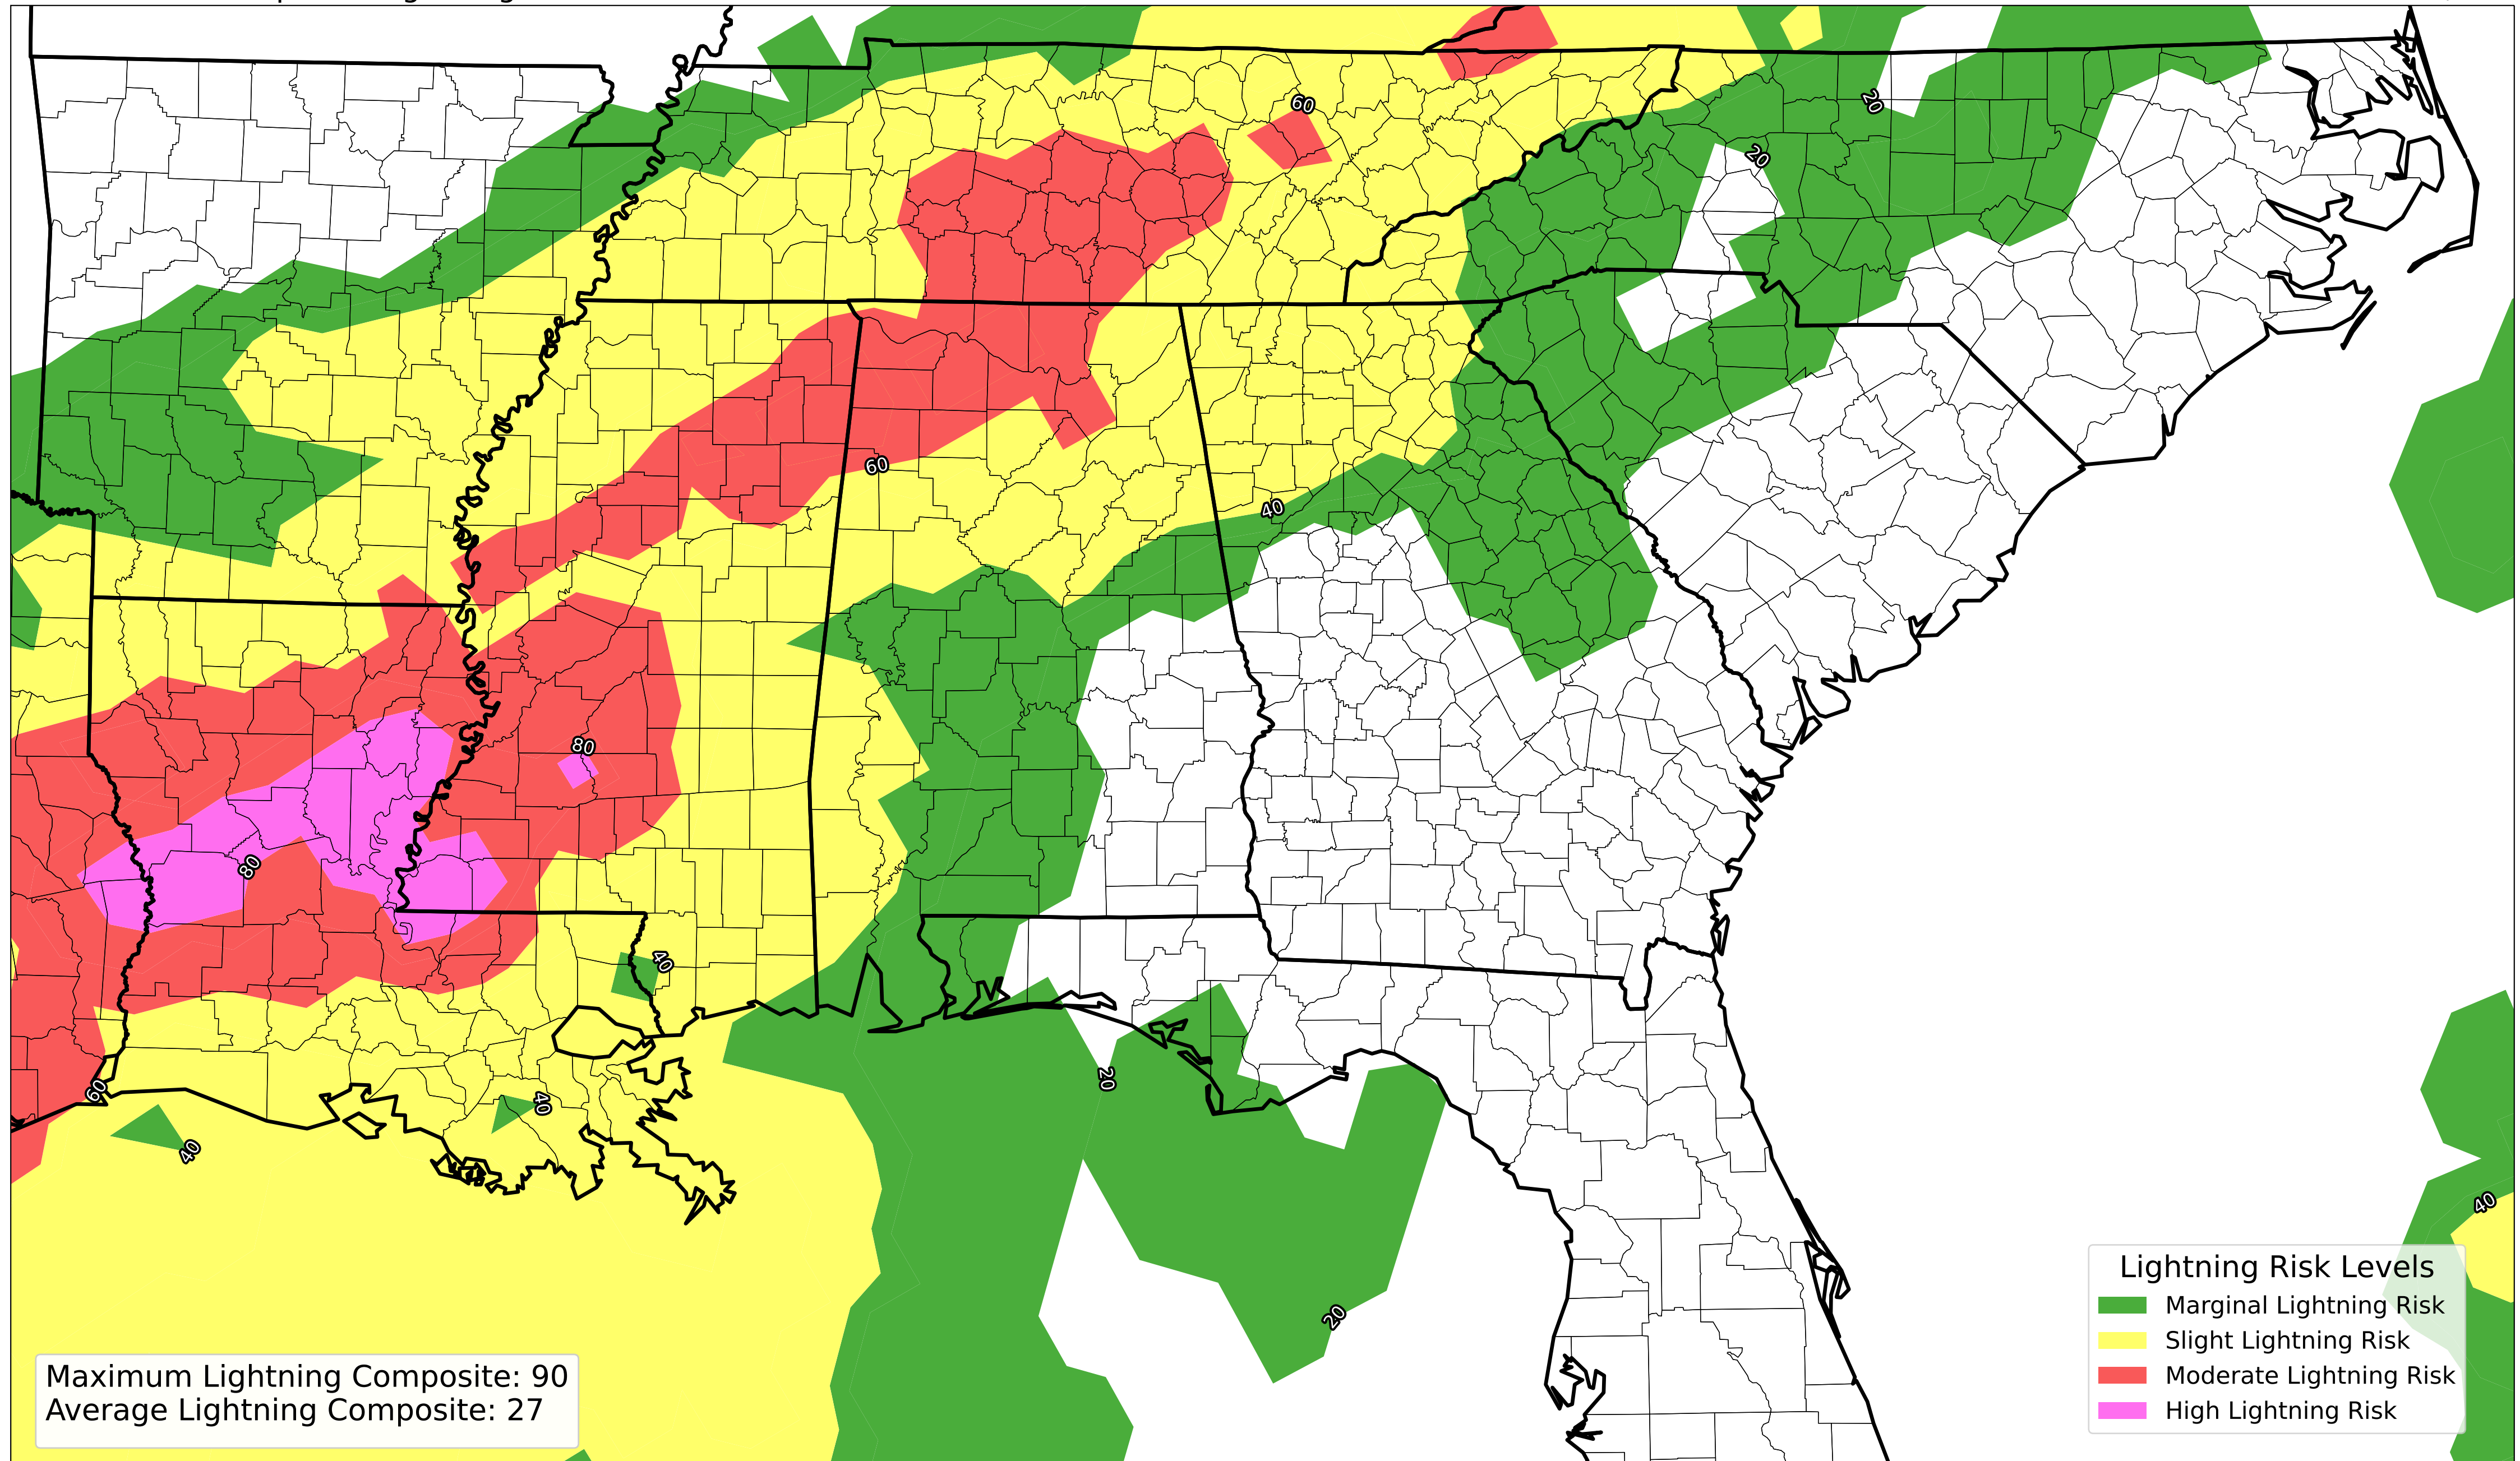 60
20
20
60
40
80
80
40
20
60
40
40
40
20
Lightning Risk Levels
Marginal Lightning Risk
Slight Lightning Risk
Moderate Lightning Risk
High Lightning Risk
Maximum Lightning Composite: 90
Average Lightning Composite: 27